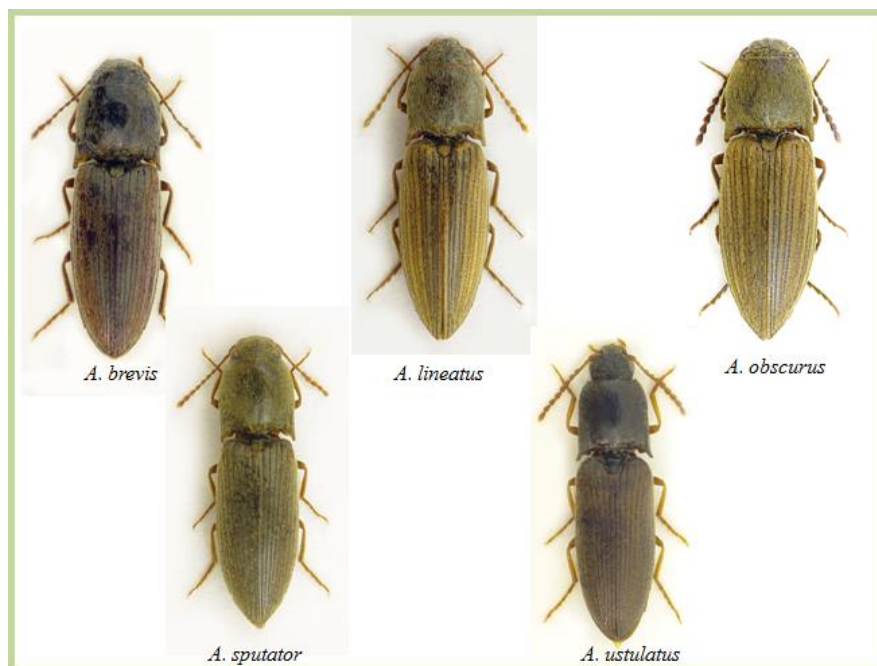 A. brevis
A. lineatus
A. obscurus
A. sputator
A. ustulatus